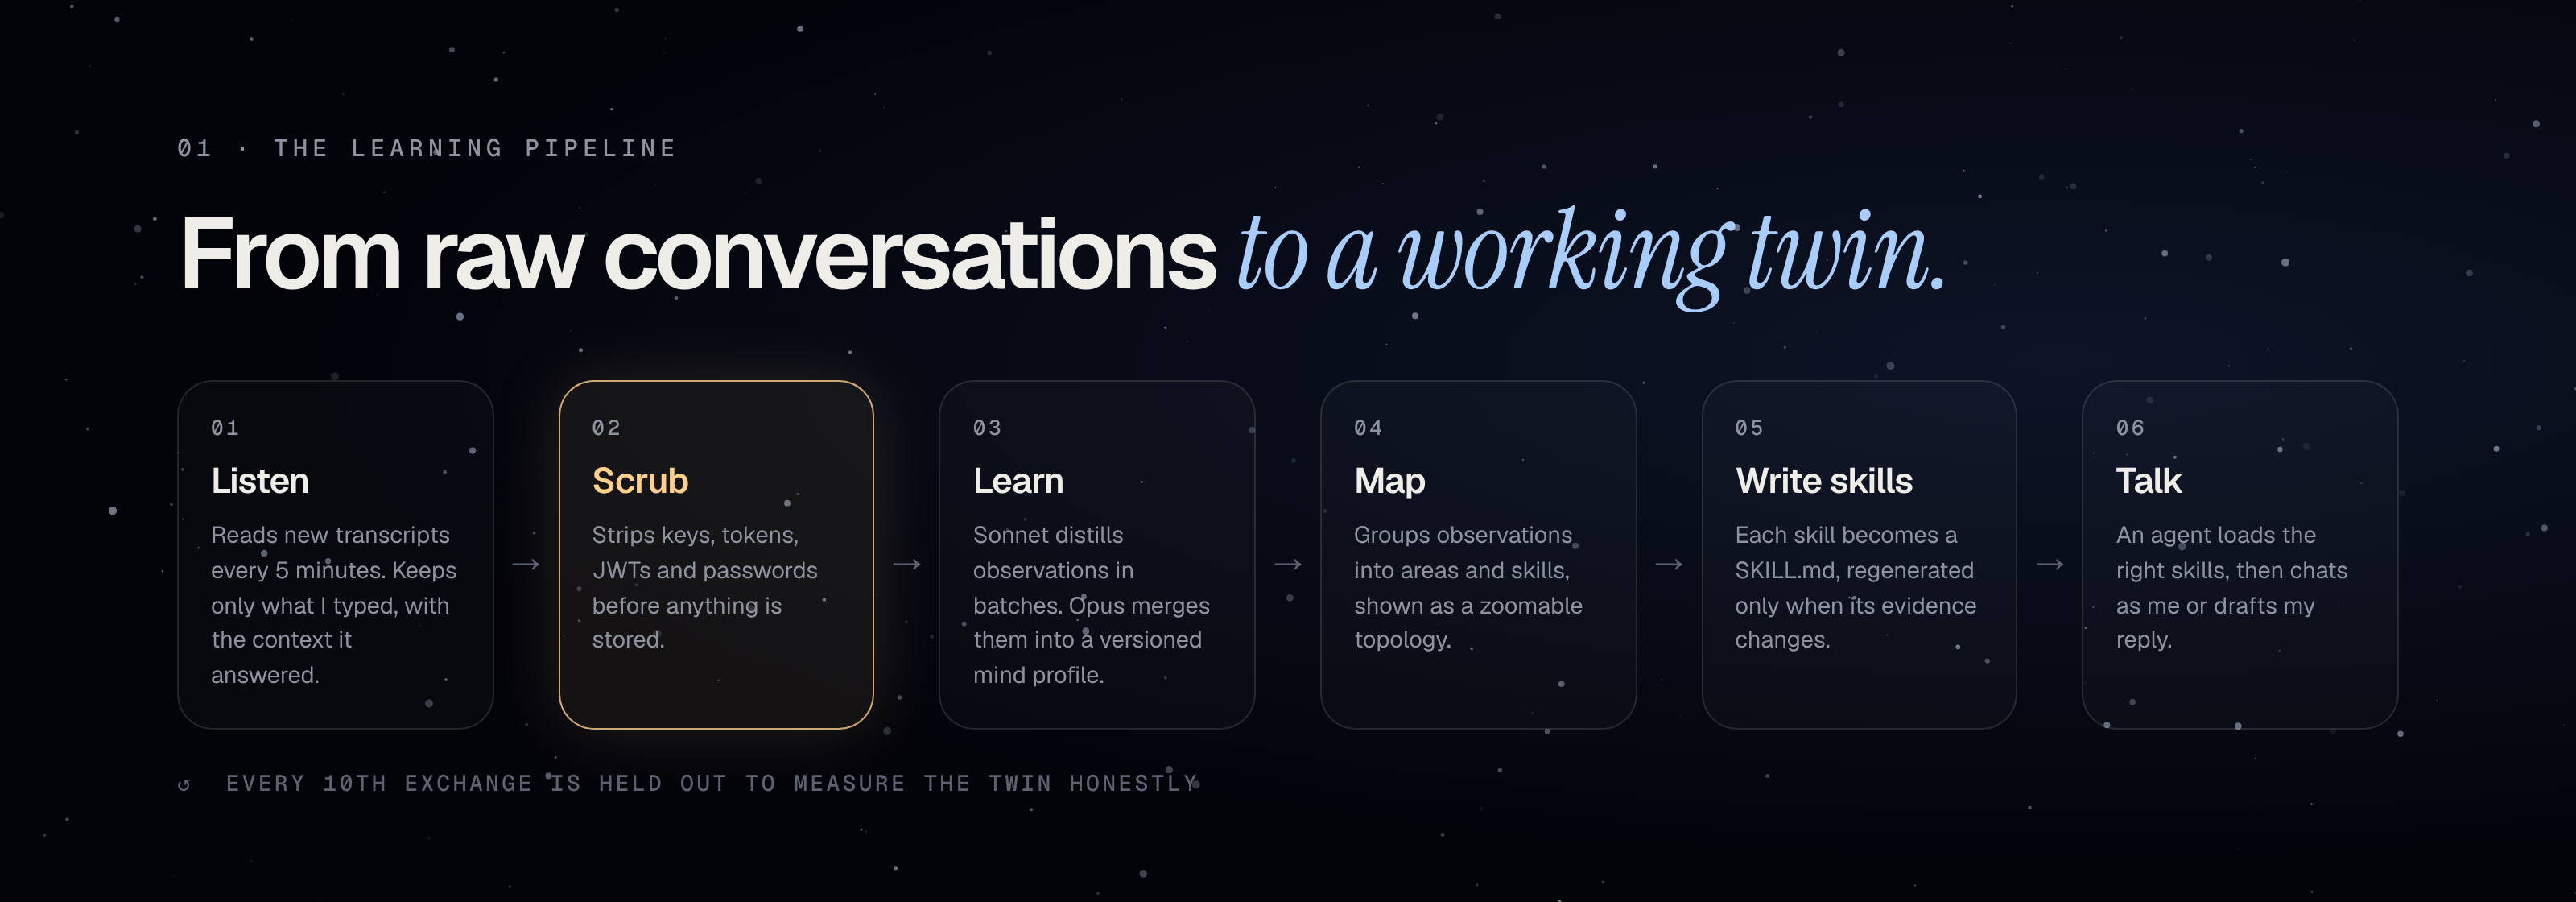 01 · THE LEARNING PIPELINE
From raw conversations to a working twin.
01
Listen
Reads new transcripts
every 5 minutes. Keeps
only what I typed, with
the context it
answered.
→
02
Scrub
Strips keys, tokens,
JWTs and passwords
before anything is
stored.
→
03
Learn
Sonnet distills
observations in
batches. Opus merges
them into a versioned
mind profile.
→
04
Map
Groups observations
into areas and skills,
shown as a zoomable
topology.
→
05
Write skills
Each skill becomes a
SKILL.md, regenerated
only when its evidence
changes.
→
06
Talk
An agent loads the
right skills, then chats
as me or drafts my
reply.
↺ EVERY 10TH EXCHANGE IS HELD OUT TO MEASURE THE TWIN HONESTLY